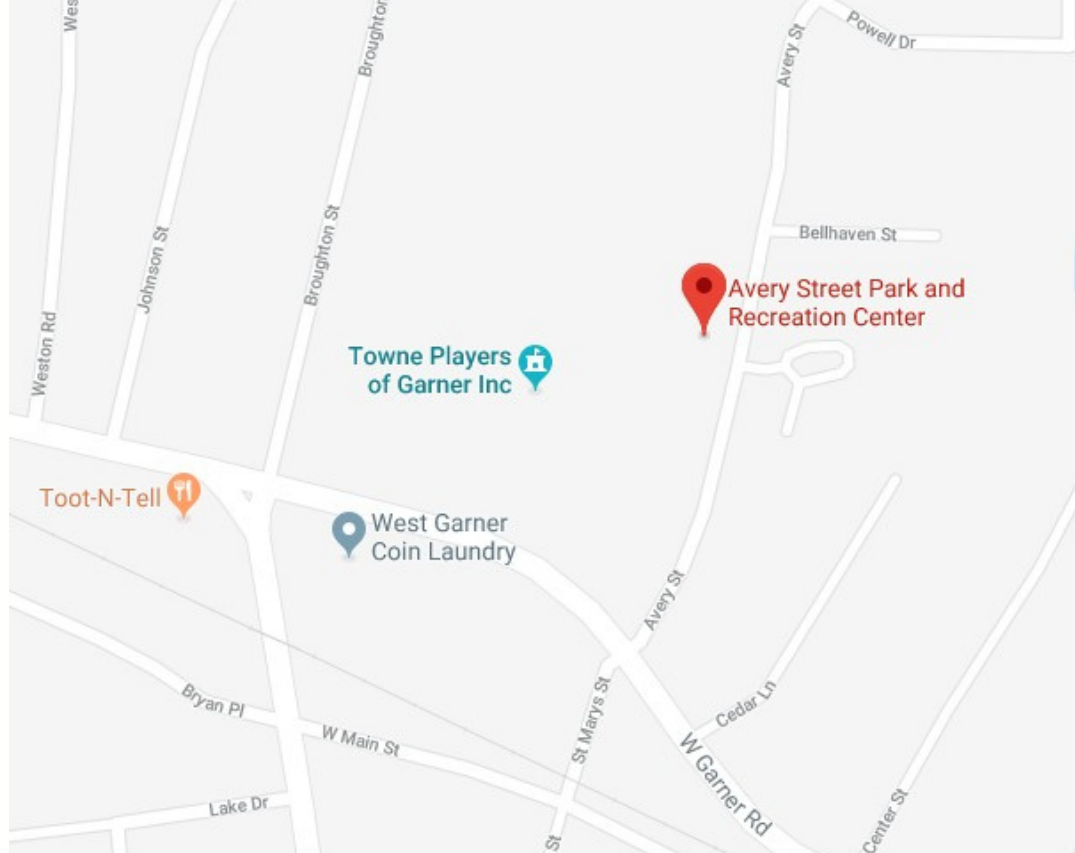 Wes
Broughton
Avery St
Powell Dr
Bellhaven St
Johnson St
Broughton St
Weston Rd
Avery Street Park and
Recreation Center
Towne Players
of Garner Inc
Toot-N-Tell
West Garner
Coin Laundry
Avery St
Bryan Pl
W Main St
St Marys St
Cedar Ln
W Garner Rd
Lake Dr
St
Center St